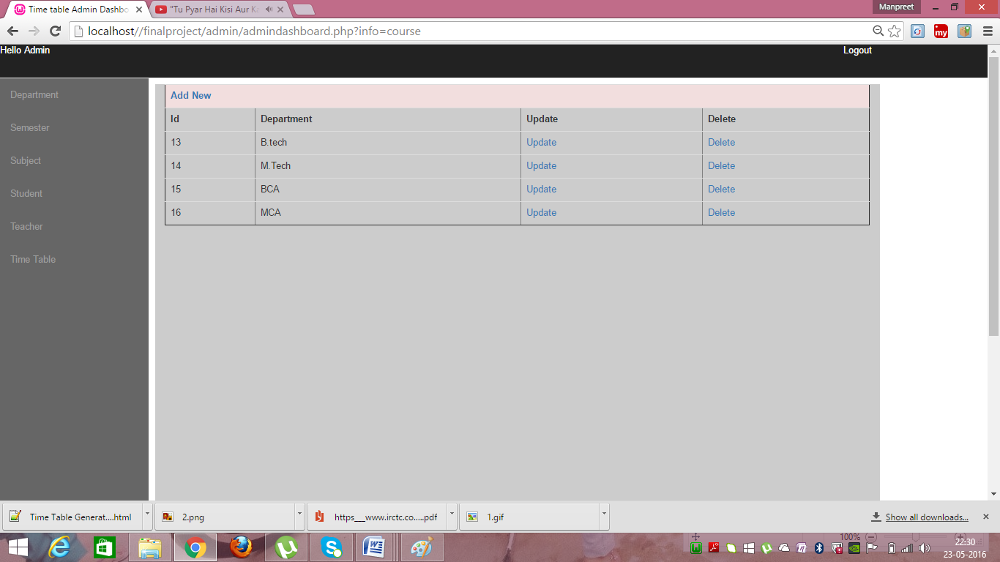 Time table Admin Dashbo
"Tu Pyar Hai Kisi Aur Ka
Manpreet
localhost//finalproject/admin/admindashboard.php?info=course
my
Hello Admin
Logout
Department
Semester
Subject
Student
Teacher
Time Table
Add New
Id Department Update Delete
13 B.tech Update Delete
14 M.Tech Update Delete
15 BCA Update Delete
16 MCA Update Delete
Time Table Generat....html
2.png
https___www.irctc.co.....pdf
1.gif
Show all downloads...
100%
22:30
23-05-2016